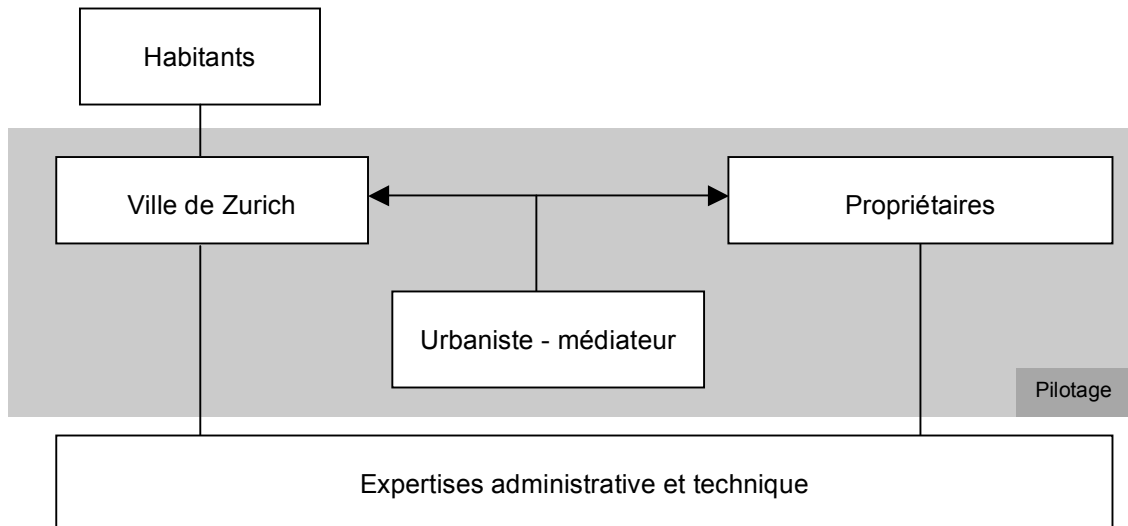 Habitants
Ville de Zurich
Propriétaires
Urbaniste - médiateur
Pilotage
Expertises administrative et technique